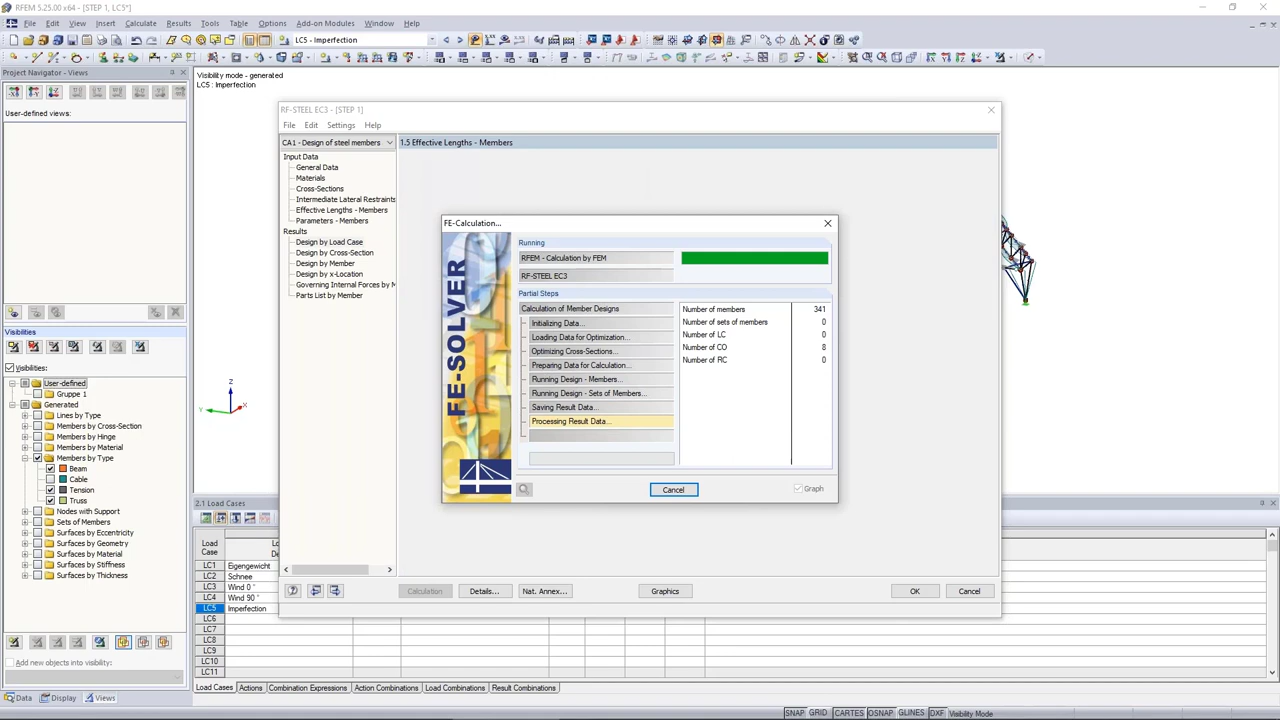 RFEM 5.25.00 x64 - [STEP 1, LC5*]
File Edit View Insert Calculate Results Tools Table Options Add-on Modules Window Help
LC5 - Imperfection
Project Navigator - Views
User-defined views:
Visibilities
Visibilities:
User-defined
Gruppe 1
Generated
Lines by Type
Members by Cross-Section
Members by Hinge
Members by Material
Members by Type
Beam
Cable
Tension
Truss
Nodes with Support
Sets of Members
Surfaces by Eccentricity
Surfaces by Geometry
Surfaces by Material
Surfaces by Stiffness
Surfaces by Thickness
Add new objects into visibility:
Data Display Views
Visibility mode - generated
LC5 : Imperfection
Z
Y
X
RF-STEEL EC3 - [STEP 1]
File Edit Settings Help
CA1 - Design of steel members
1.5 Effective Lengths - Members
Input Data
General Data
Materials
Cross-Sections
Intermediate Lateral Restraints
Effective Lengths - Members
Parameters - Members
Results
Design by Load Case
Design by Cross-Section
Design by Member
Design by x-Location
Governing Internal Forces by M
Parts List by Member
FE-Calculation...
FE-SOLVER
Running
RFEM - Calculation by FEM
RF-STEEL EC3
Partial Steps
Calculation of Member Designs
Initializing Data...
Loading Data for Optimization...
Optimizing Cross-Sections...
Preparing Data for Calculation...
Running Design - Members...
Running Design - Sets of Members...
Saving Result Data...
Processing Result Data...
Number of members 341
Number of sets of members 0
Number of LC 0
Number of CO 8
Number of RC 0
Cancel
Graph
Calculation Details... Nat. Annex... Graphics OK Cancel
2.1 Load Cases
Load
Case
LC1 Eigengewicht
LC2 Schnee
LC3 Wind 0 °
LC4 Wind 90 °
LC5 Imperfection
LC6
LC7
LC8
LC9
LC10
LC11
Load Cases Actions Combination Expressions Action Combinations Load Combinations Result Combinations
SNAP GRID CARTES OSNAP GLINES DXF Visibility Mode